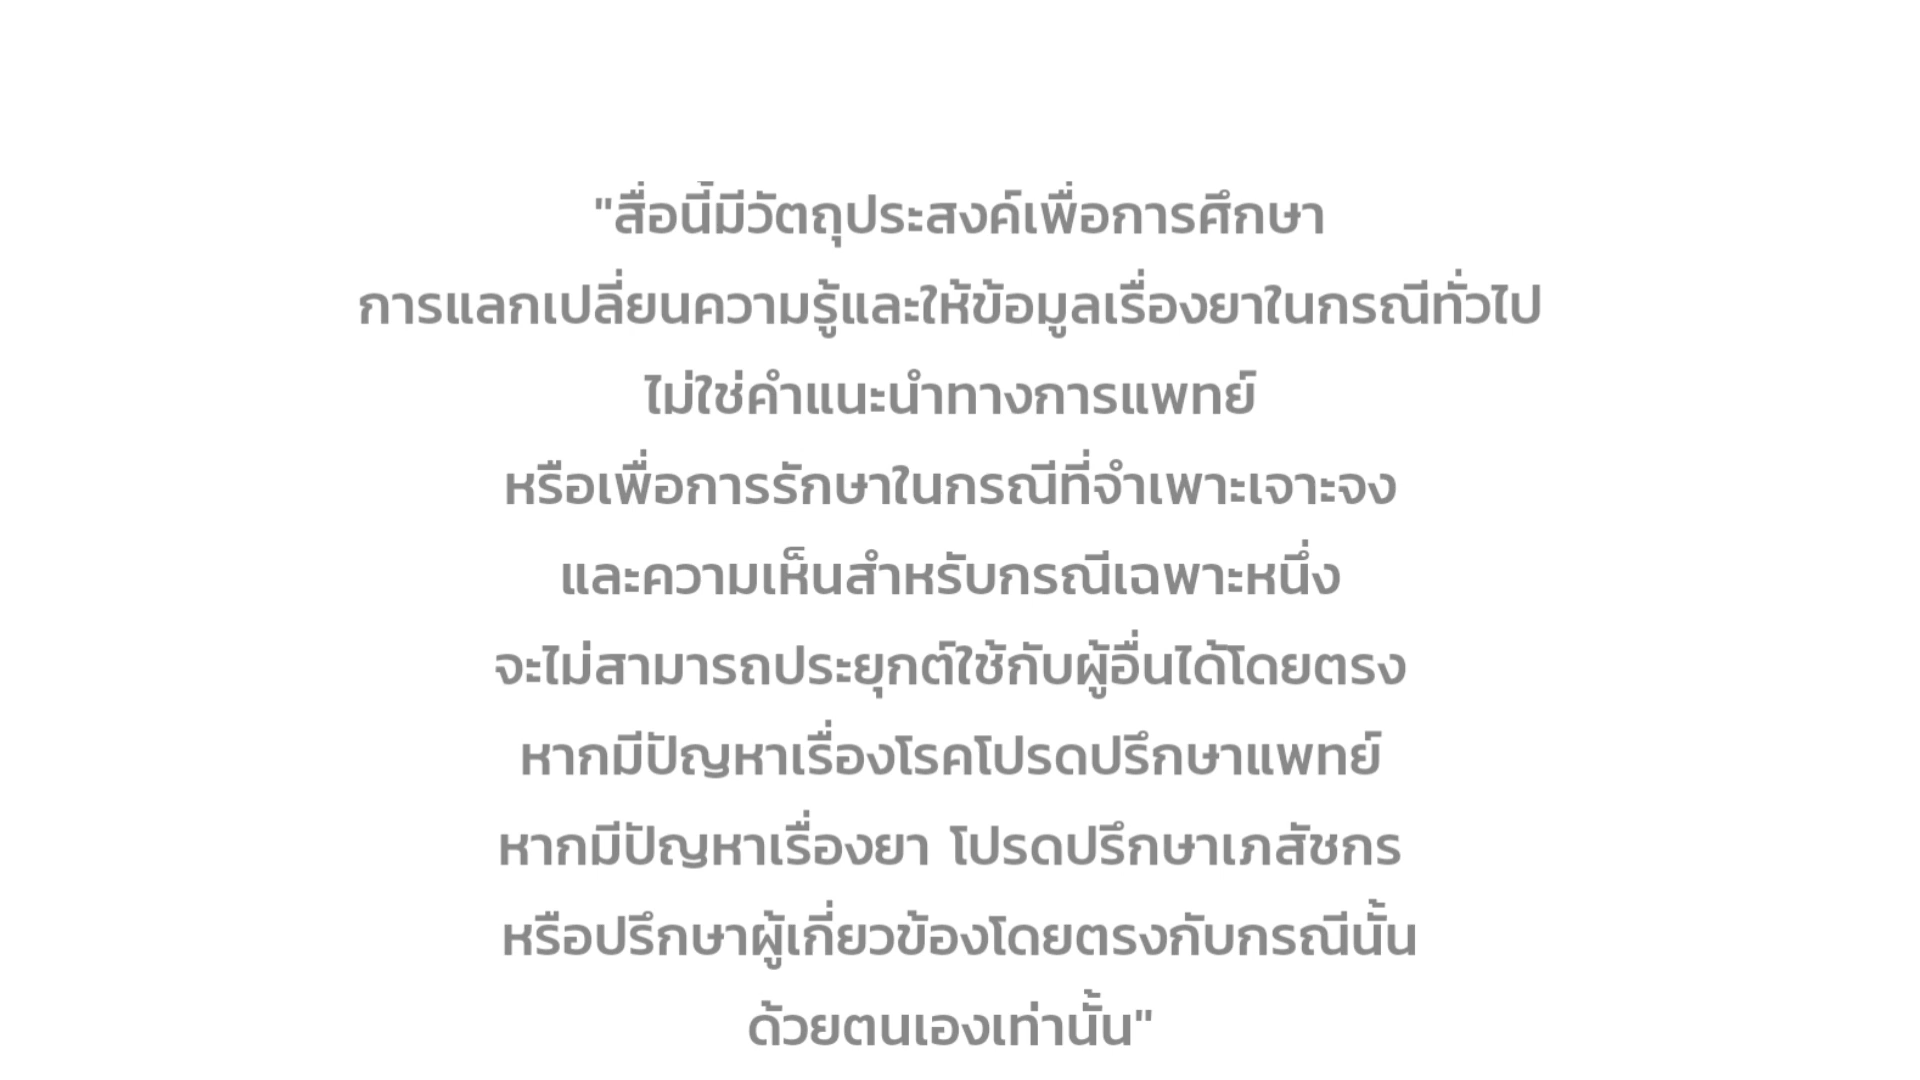 "สื่อนี้มีวัตถุประสงค์เพื่อการศึกษา
การแลกเปลี่ยนความรู้และให้ข้อมูลเรื่องยาในกรณีทั่วไป
ไม่ใช่คำแนะนำทางการแพทย์
หรือเพื่อการรักษาในกรณีที่จำเพาะเจาะจง
และความเห็นสำหรับกรณีเฉพาะหนึ่ง
จะไม่สามารถประยุกต์ใช้กับผู้อื่นได้โดยตรง
หากมีปัญหาเรื่องโรคโปรดปรึกษาแพทย์
หากมีปัญหาเรื่องยา โปรดปรึกษาเภสัชกร
หรือปรึกษาผู้เกี่ยวข้องโดยตรงกับกรณีนั้น
ด้วยตนเองเท่านั้น"